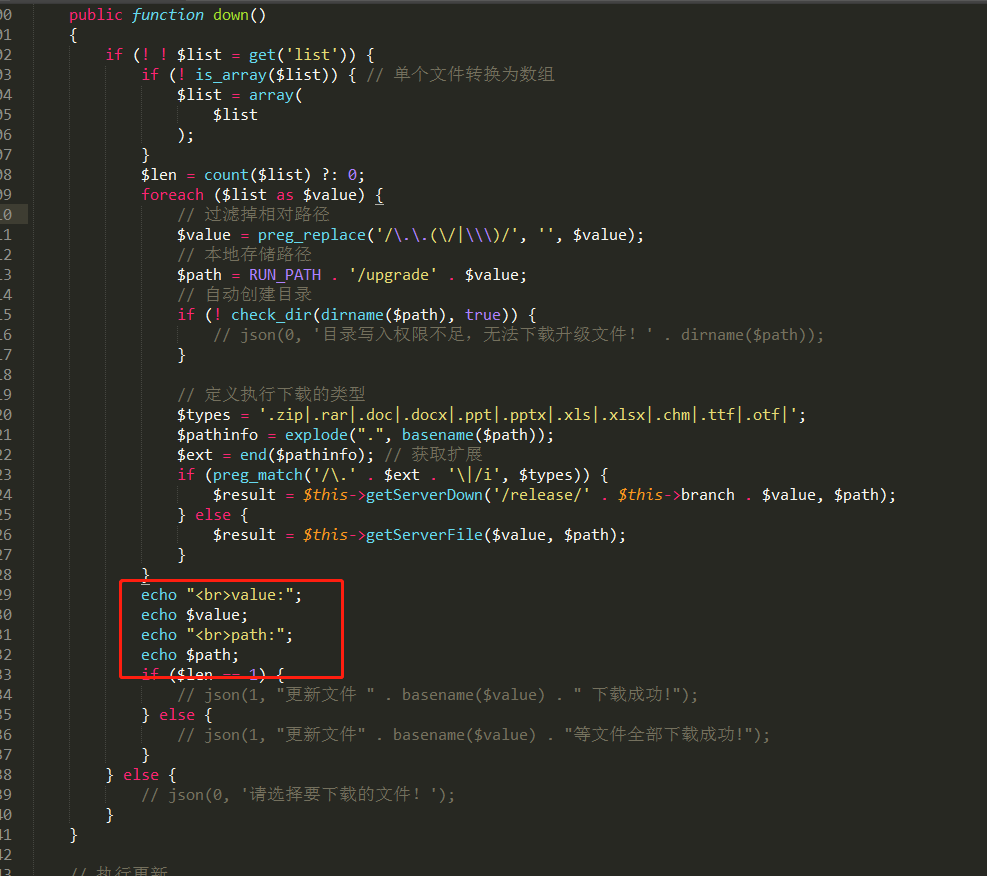 00 public function down()
01 {
02 if (! ! $list = get('list')) {
03 if (! is_array($list)) { // 单个文件转换为数组
04 $list = array(
05 $list
06 );
07 }
08 $len = count($list) ?: 0;
09 foreach ($list as $value) {
10 // 过滤掉相对路径
11 $value = preg_replace('/\.\.(\/|\\\)/', '', $value);
12 // 本地存储路径
13 $path = RUN_PATH . '/upgrade' . $value;
14 // 自动创建目录
15 if (! check_dir(dirname($path), true)) {
16 // json(0, '目录写入权限不足，无法下载升级文件！' . dirname($path));
17 }
18
19 // 定义执行下载的类型
20 $types = '.zip|.rar|.doc|.docx|.ppt|.pptx|.xls|.xlsx|.chm|.ttf|.otf|';
21 $pathinfo = explode(".", basename($path));
22 $ext = end($pathinfo); // 获取扩展
23 if (preg_match('/\.' . $ext . '\|/i', $types)) {
24 $result = $this->getServerDown('/release/' . $this->branch . $value, $path);
25 } else {
26 $result = $this->getServerFile($value, $path);
27 }
28 }
29 echo "<br>value:";
30 echo $value;
31 echo "<br>path:";
32 echo $path;
33 if ($len == 1) {
34 // json(1, "更新文件 " . basename($value) . " 下载成功!");
35 } else {
36 // json(1, "更新文件" . basename($value) . "等文件全部下载成功!");
37 }
38 } else {
39 // json(0, '请选择要下载的文件！');
40 }
41 }
42
43 // 执行更新